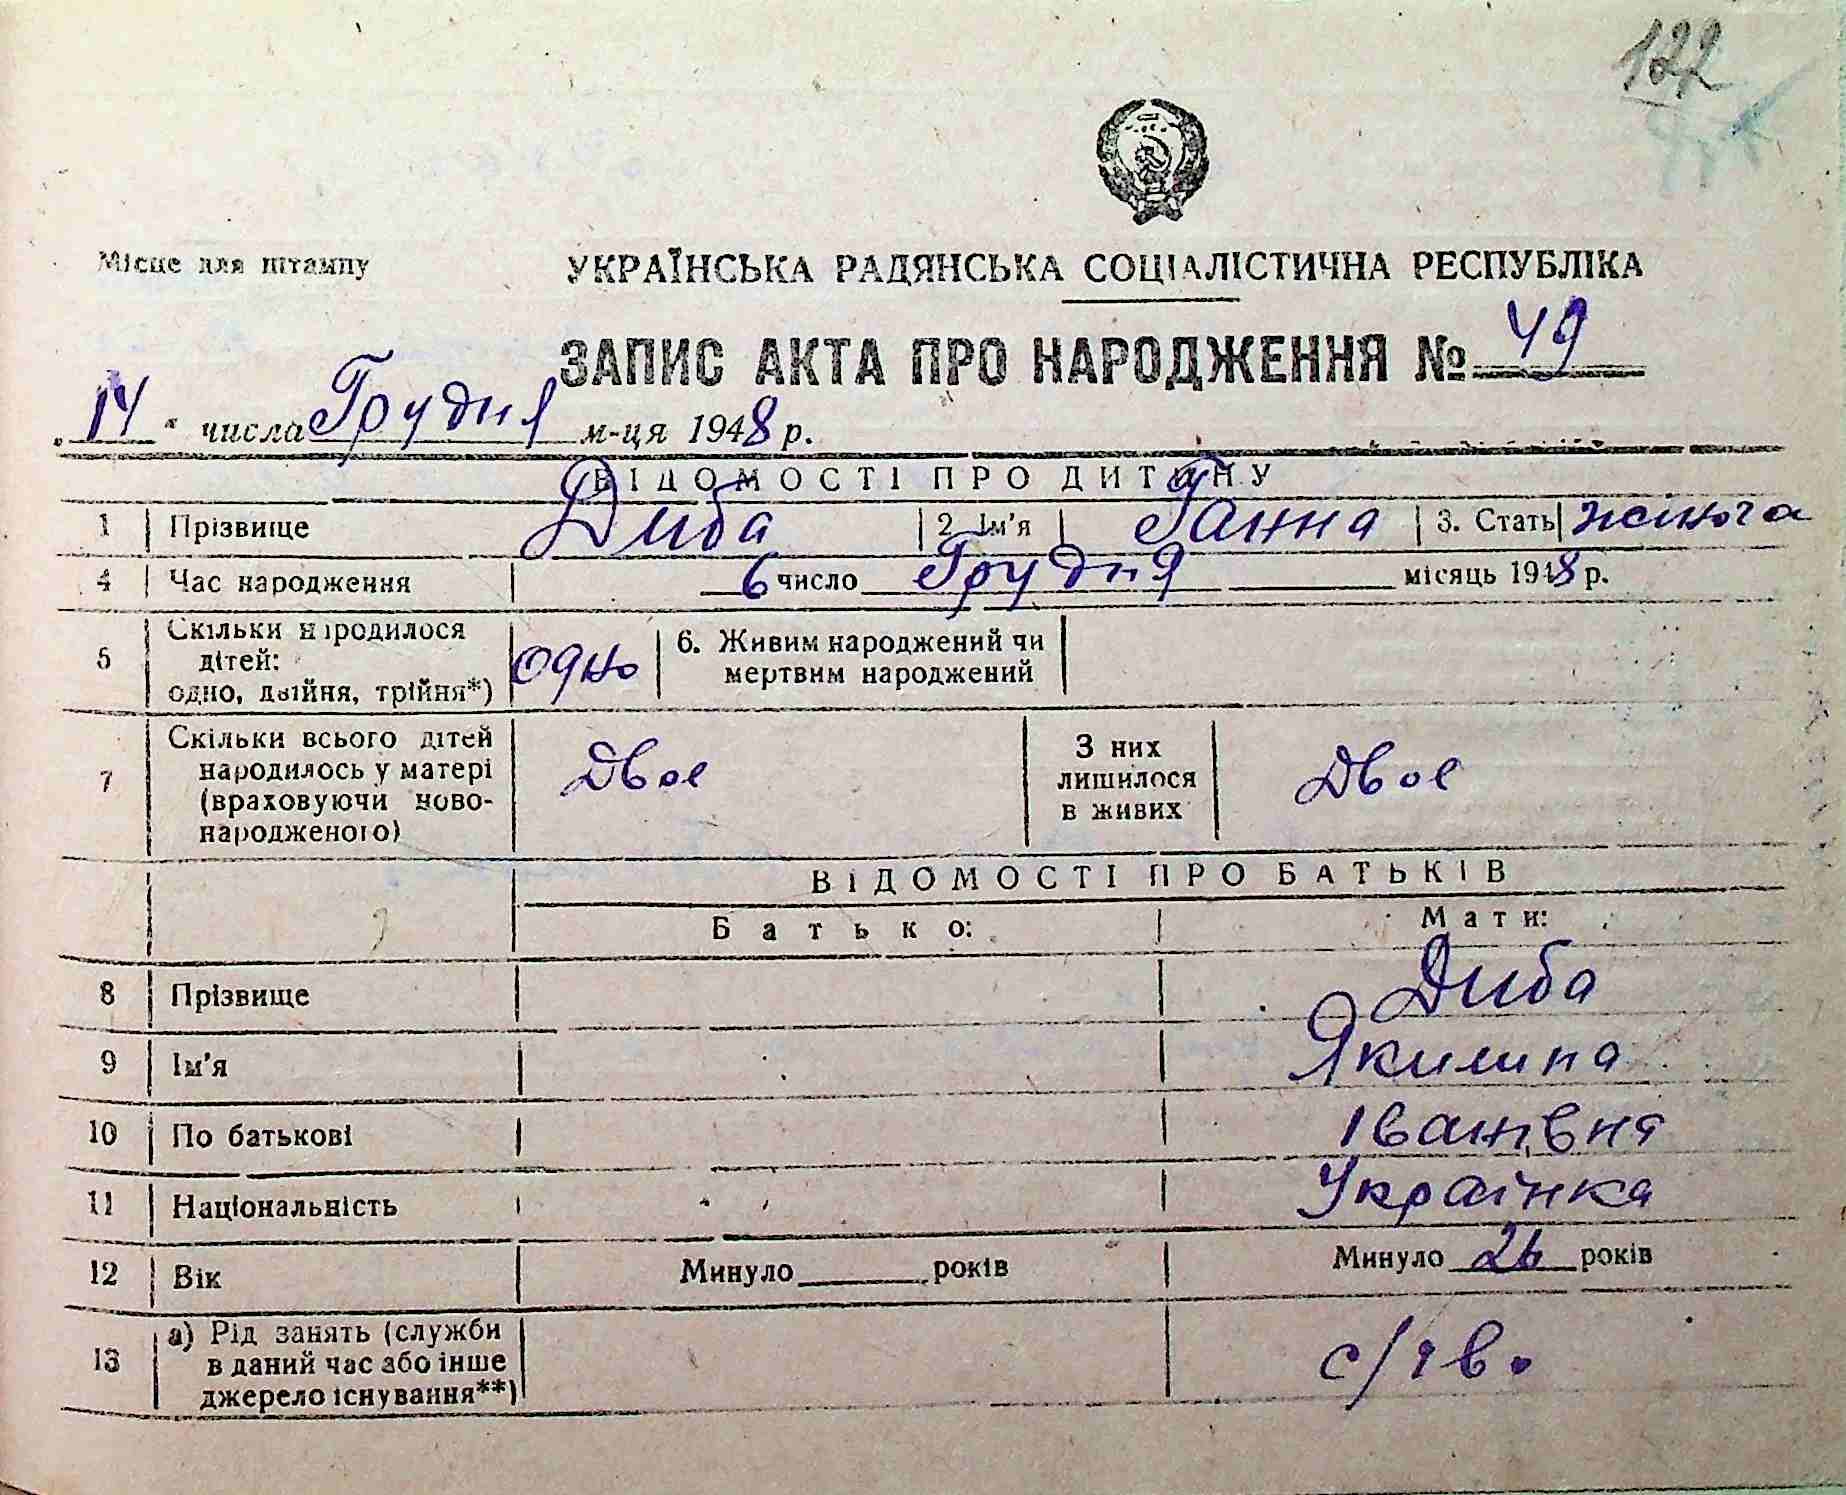 122
Місце для штампу
УКРАЇНСЬКА РАДЯНСЬКА СОЦІАЛІСТИЧНА РЕСПУБЛІКА
ЗАПИС АКТА ПРО НАРОДЖЕННЯ № 49
„14“ числа Грудня м-ця 1948 р.
ВІДОМОСТІ ПРО ДИТИНУ
1 Прізвище Диба 2. Ім'я Ганна 3. Стать жіноча
4 Час народження 6 число Грудня місяць 1948 р.
5 Скільки народилося дітей: одно, двійня, трійня*) одно 6. Живим народжений чи мертвим народжений
7 Скільки всього дітей народилось у матері (враховуючи новонародженого) Двое З них лишилося в живих Двое
ВІДОМОСТІ ПРО БАТЬКІВ
Батько: Мати:
8 Прізвище Диба
9 Ім'я Якилина
10 По батькові Іванівна
11 Національність Українка
12 Вік Минуло років Минуло 26 років
13 а) Рід занять (служби в даний час або інше джерело існування**)